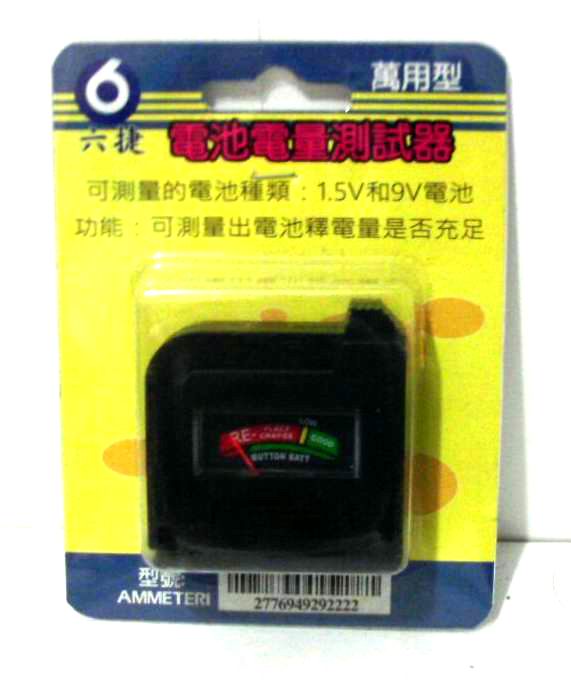 萬用型
6
六捷 電池電量測試器
可測量的電池種類：1.5V和9V電池
功能：可測量出電池釋電量是否充足
RE- PLACE LOW
CHARGE GOOD
BUTTON BATT
型號
AMMETER1
2776949292222